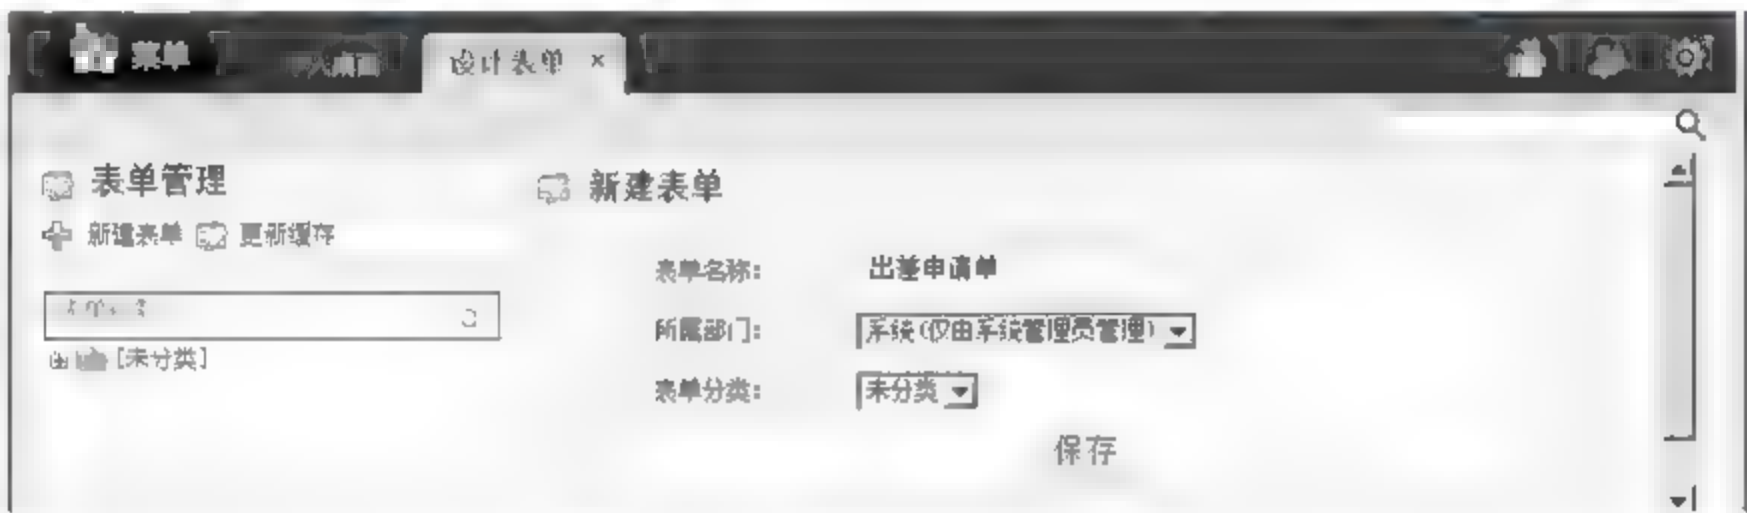 菜单
设计表单 ×
表单管理
新建表单 更新缓存
[未分类]
新建表单
表单名称: 出差申请单
所属部门: 系统(仅由系统管理员管理)
表单分类: 未分类
保存